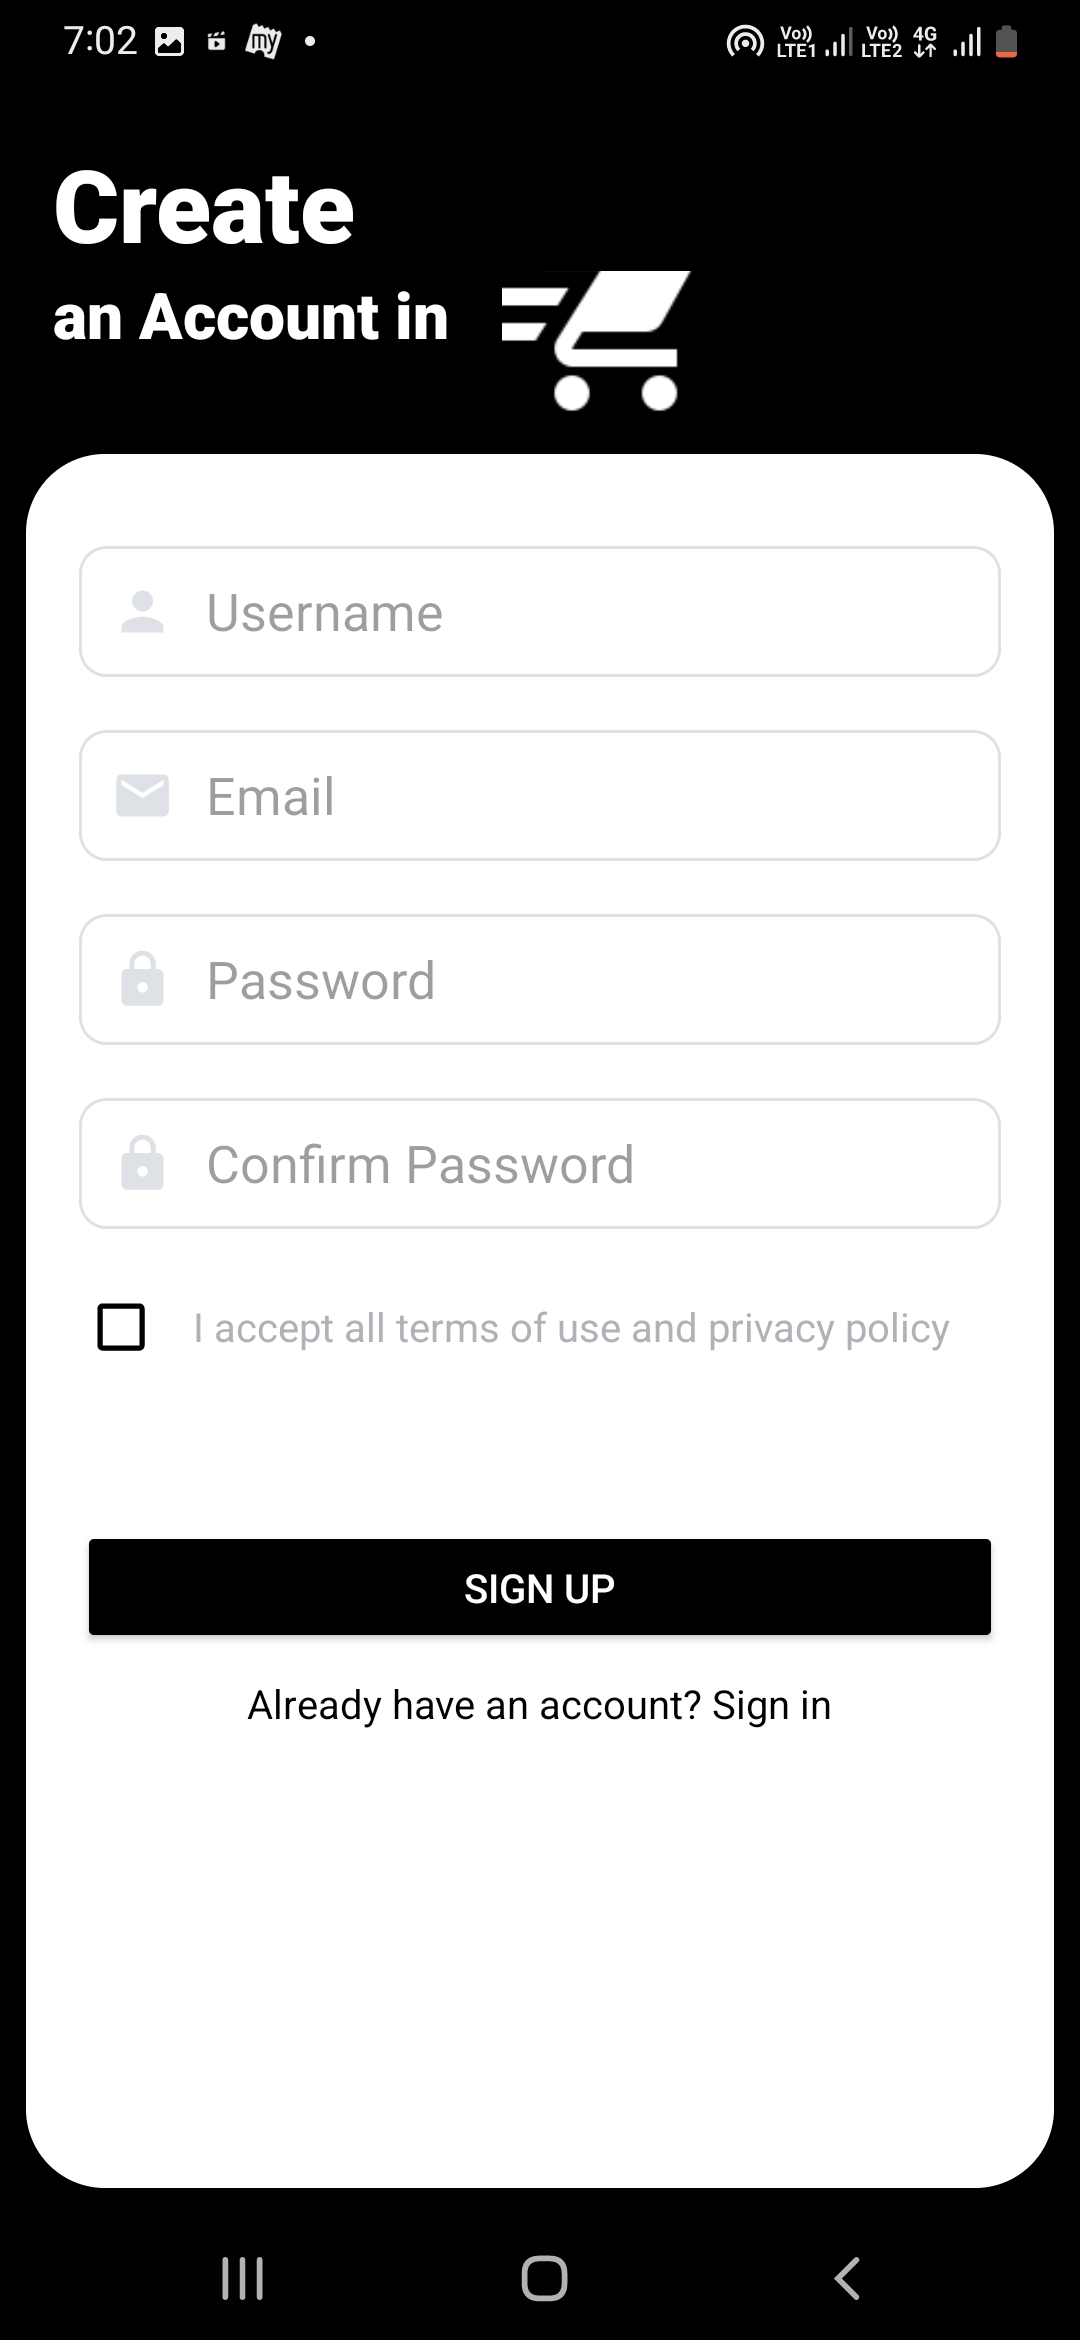 7:02 my Vo)) LTE1 Vo)) LTE2 4G
Create
an Account in
Username
Email
Password
Confirm Password
I accept all terms of use and privacy policy
SIGN UP
Already have an account? Sign in